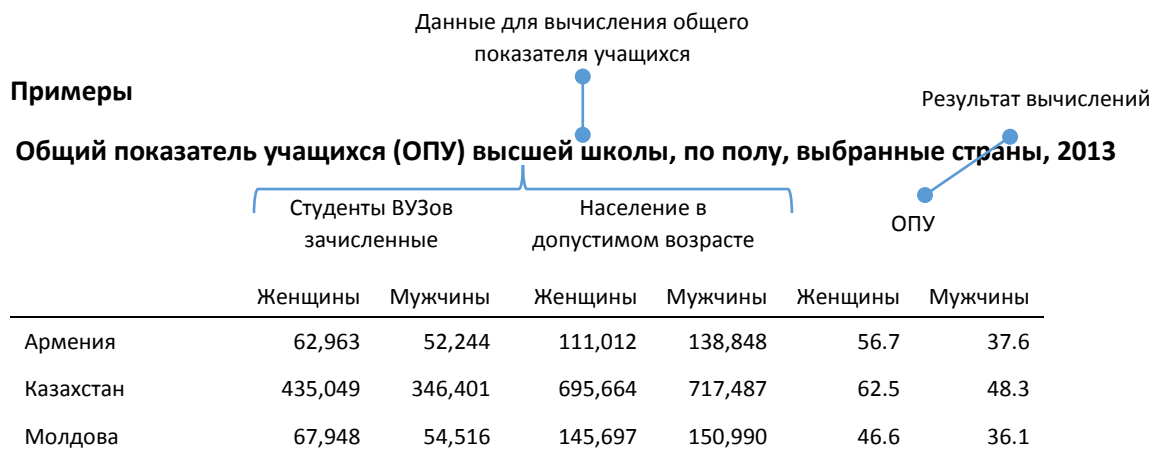 Данные для вычисления общего
показателя учащихся
Примеры
Результат вычислений
Общий показатель учащихся (ОПУ) высшей школы, по полу, выбранные страны, 2013
Студенты ВУЗов
зачисленные
Население в
допустимом возрасте
ОПУ
Женщины Мужчины Женщины Мужчины Женщины Мужчины
Армения 62,963 52,244 111,012 138,848 56.7 37.6
Казахстан 435,049 346,401 695,664 717,487 62.5 48.3
Молдова 67,948 54,516 145,697 150,990 46.6 36.1